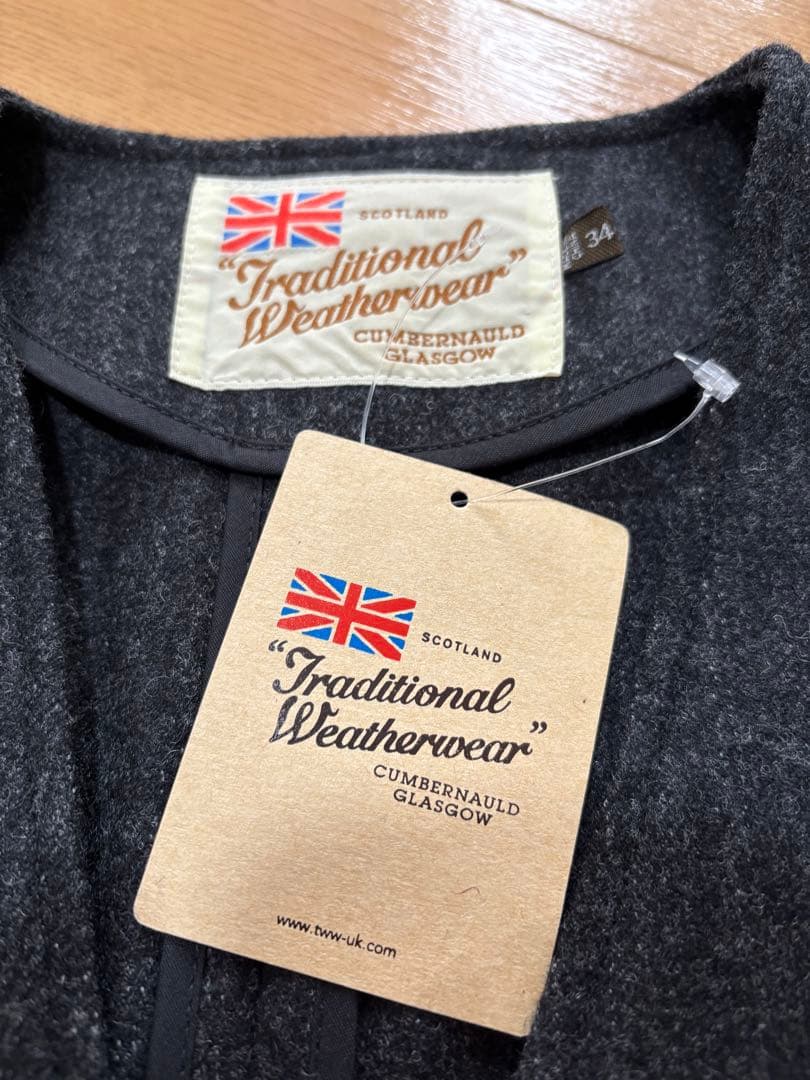 SCOTLAND
"Traditional
Weatherwear"
CUMBERNAULD
GLASGOW
34
SCOTLAND
"Traditional
Weatherwear"
CUMBERNAULD
GLASGOW
www.tww-uk.com